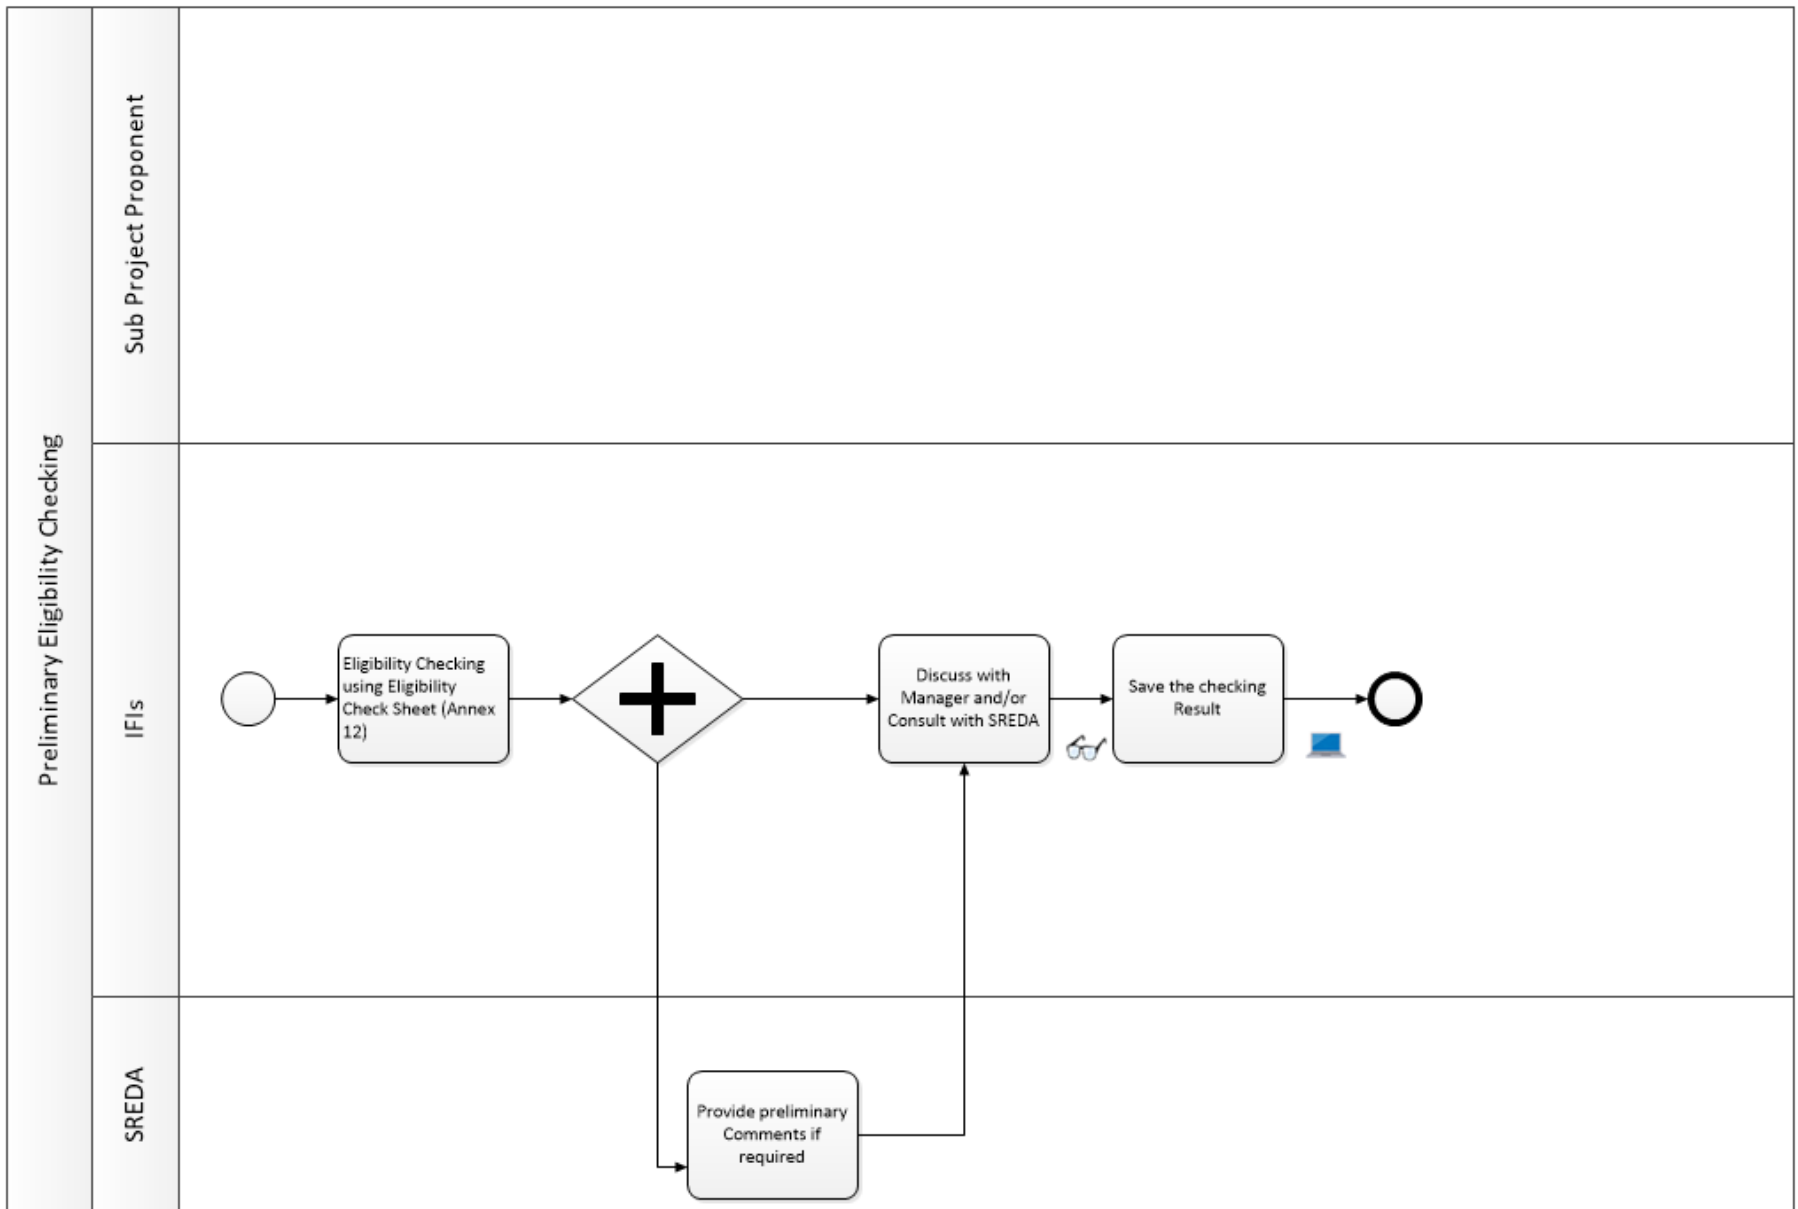 Preliminary Eligibility Checking
Sub Project Proponent
IFIs
Eligibility Checking
using Eligibility
Check Sheet (Annex
12)
Discuss with
Manager and/or
Consult with SREDA
Save the checking
Result
SREDA
Provide preliminary
Comments if
required